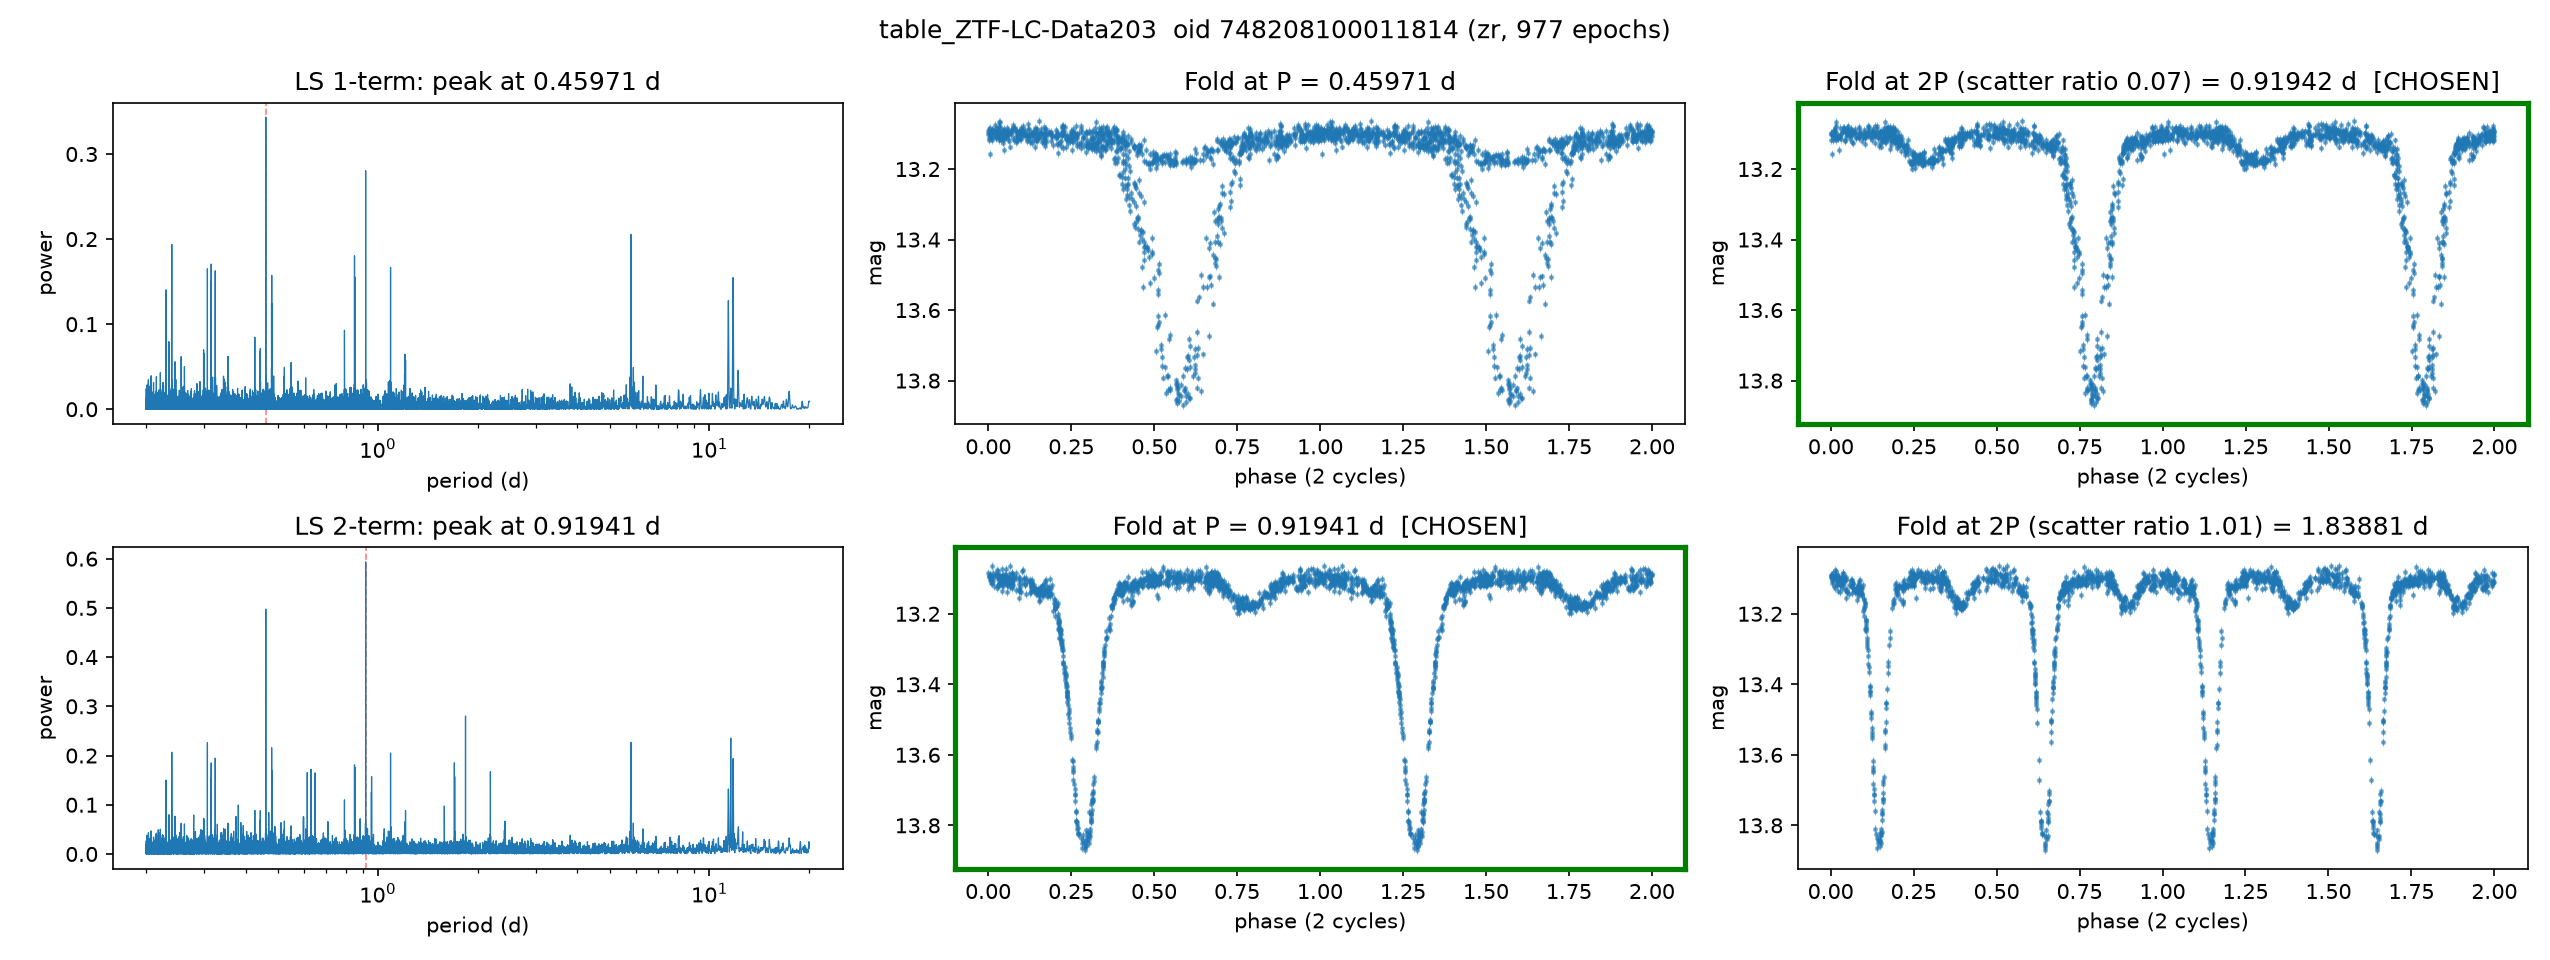 table_ZTF-LC-Data203  oid 748208100011814 (zr, 977 epochs)
LS 1-term: peak at 0.45971 d
power
0.3
0.2
0.1
0.0
10⁰
10¹
period (d)
Fold at P = 0.45971 d
mag
13.2
13.4
13.6
13.8
0.00 0.25 0.50 0.75 1.00 1.25 1.50 1.75 2.00
phase (2 cycles)
Fold at 2P (scatter ratio 0.07) = 0.91942 d  [CHOSEN]
mag
13.2
13.4
13.6
13.8
0.00 0.25 0.50 0.75 1.00 1.25 1.50 1.75 2.00
phase (2 cycles)
LS 2-term: peak at 0.91941 d
power
0.6
0.5
0.4
0.3
0.2
0.1
0.0
10⁰
10¹
period (d)
Fold at P = 0.91941 d  [CHOSEN]
mag
13.2
13.4
13.6
13.8
0.00 0.25 0.50 0.75 1.00 1.25 1.50 1.75 2.00
phase (2 cycles)
Fold at 2P (scatter ratio 1.01) = 1.83881 d
mag
13.2
13.4
13.6
13.8
0.00 0.25 0.50 0.75 1.00 1.25 1.50 1.75 2.00
phase (2 cycles)